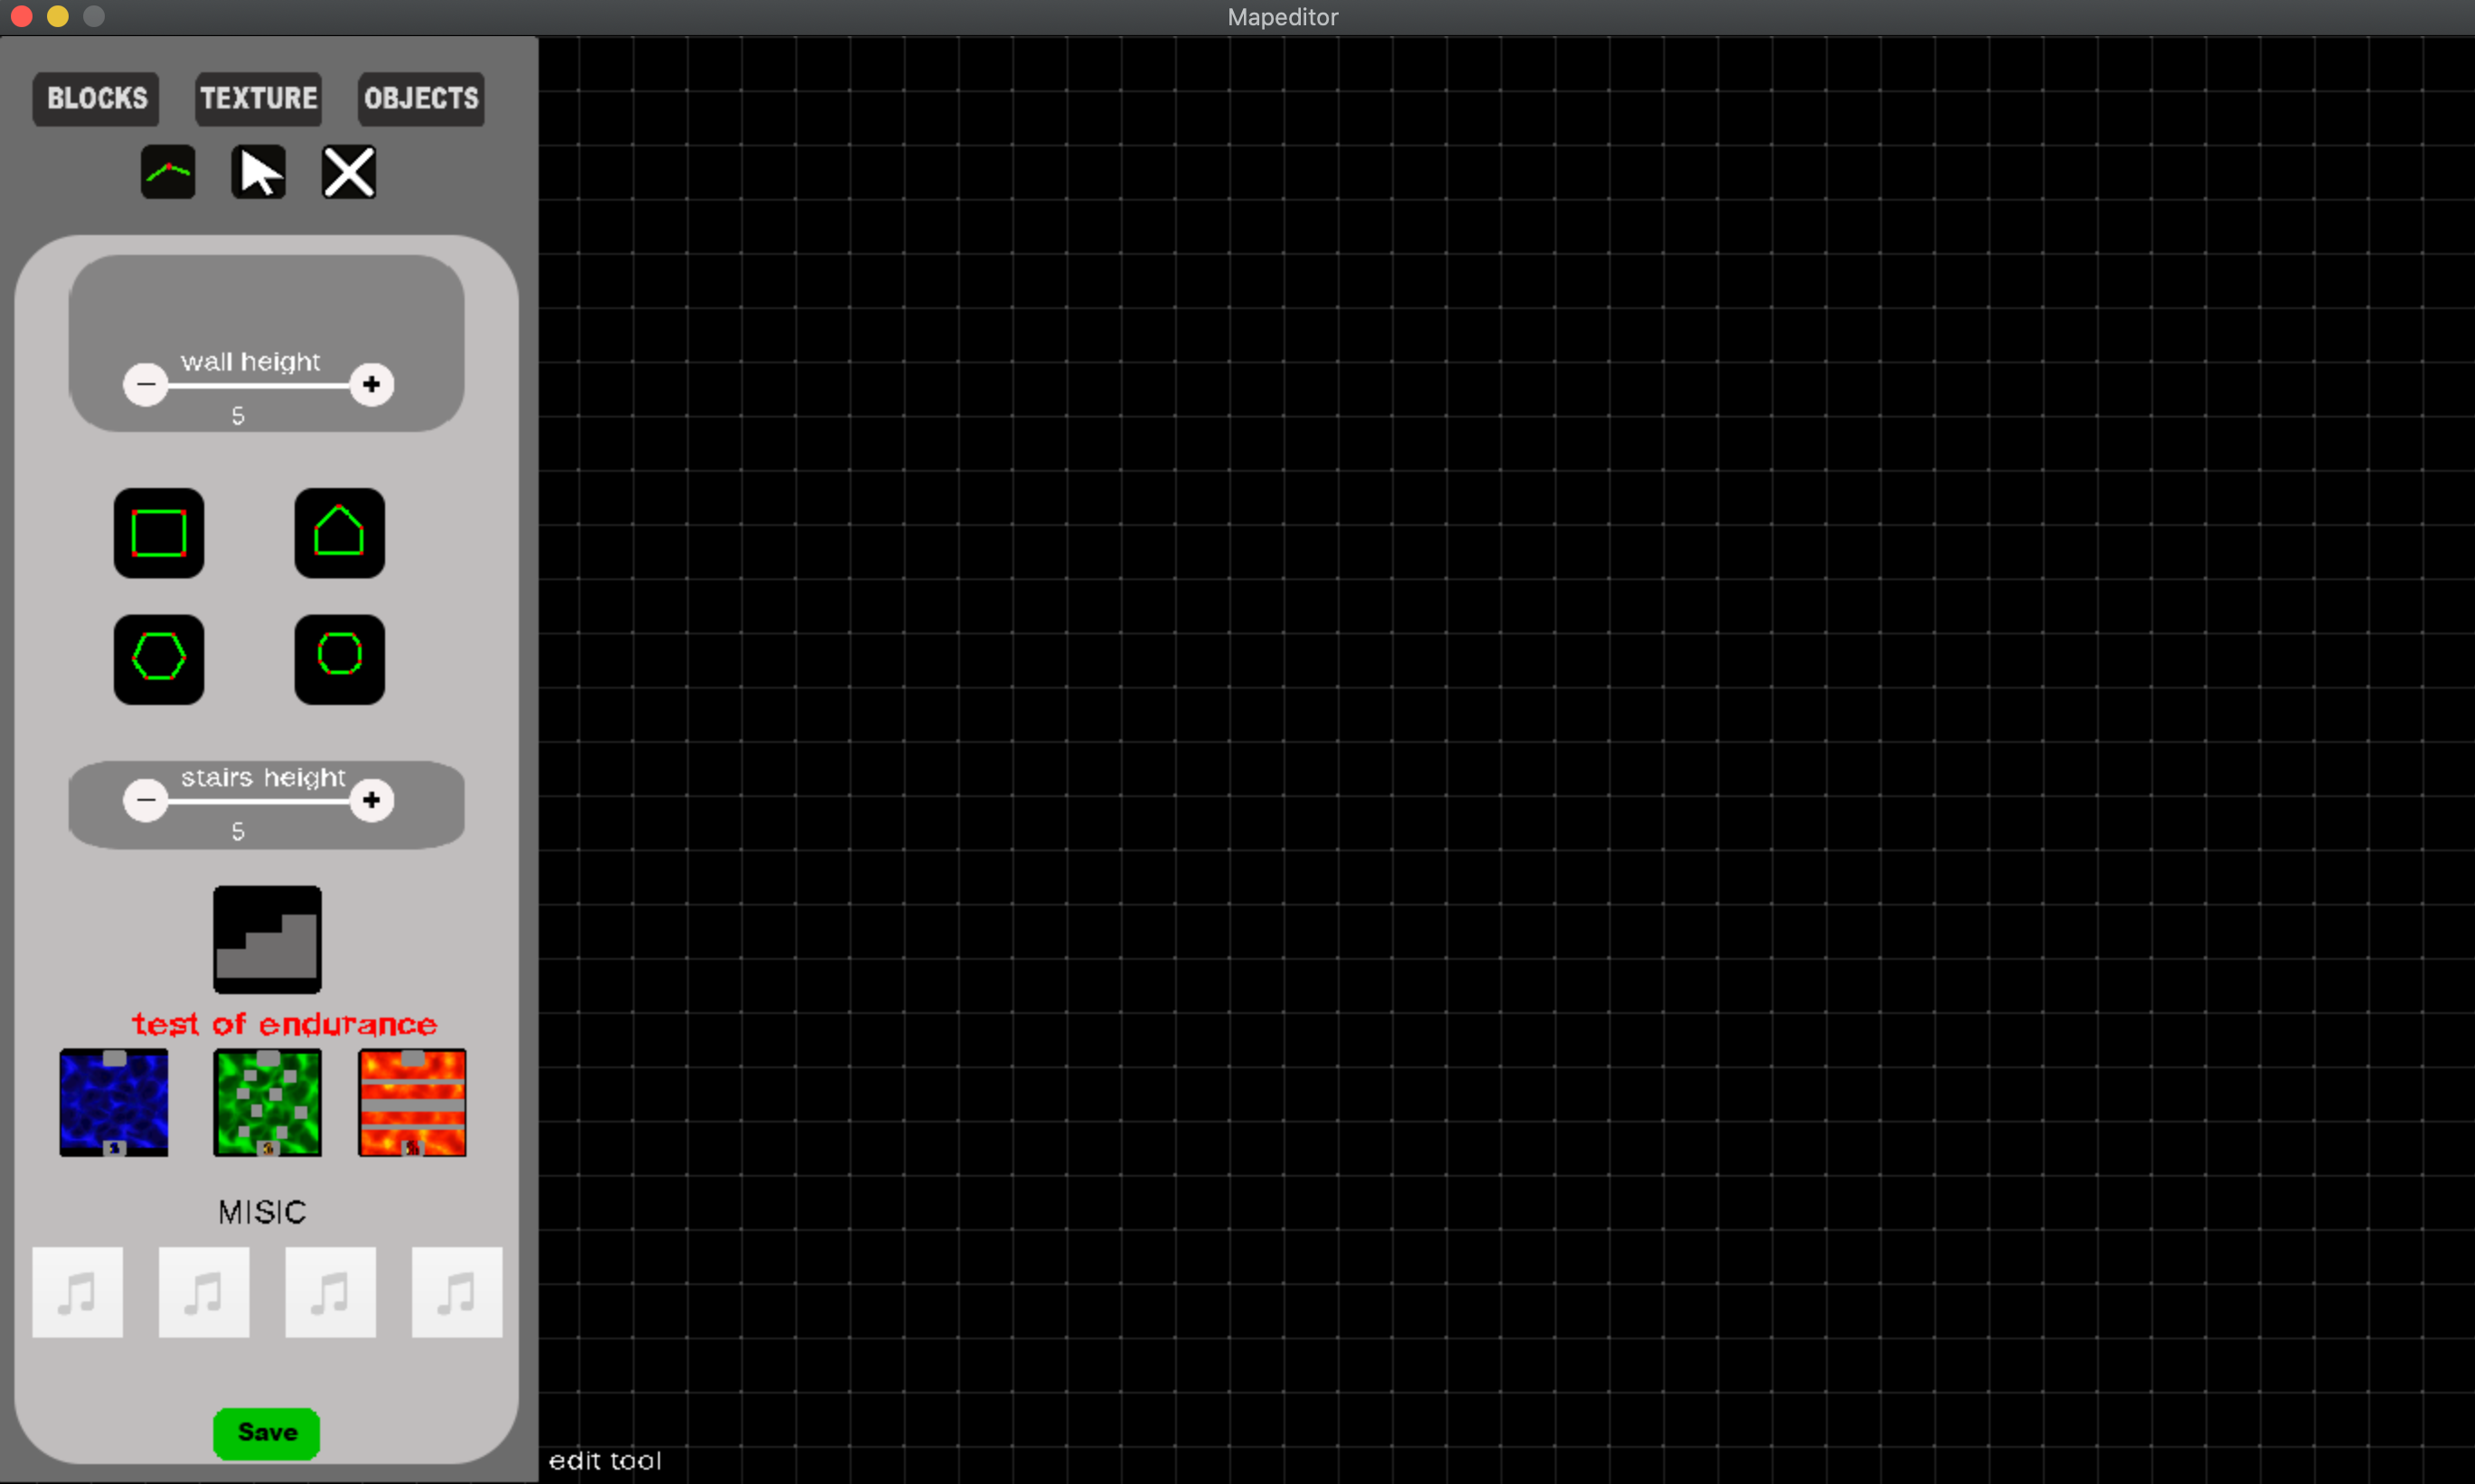 Mapeditor
BLOCKS TEXTURE OBJECTS
wall height
5
stairs height
5
test of endurance
MISIC
Save
edit tool